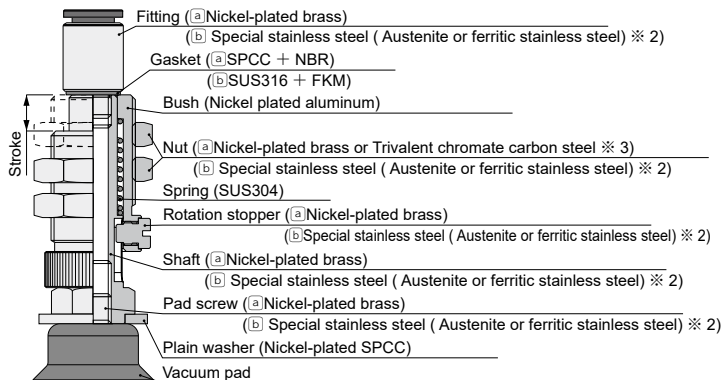 Fitting (ⓐNickel-plated brass)
(ⓑ Special stainless steel ( Austenite or ferritic stainless steel) ※ 2)
Gasket (ⓐSPCC + NBR)
(ⓑSUS316 + FKM)
Bush (Nickel plated aluminum)
Stroke
Nut (ⓐNickel-plated brass or Trivalent chromate carbon steel ※ 3)
(ⓑ Special stainless steel ( Austenite or ferritic stainless steel) ※ 2)
Spring (SUS304)
Rotation stopper (ⓐNickel-plated brass)
(ⓑSpecial stainless steel ( Austenite or ferritic stainless steel) ※ 2)
Shaft (ⓐNickel-plated brass)
(ⓑ Special stainless steel ( Austenite or ferritic stainless steel) ※ 2)
Pad screw (ⓐNickel-plated brass)
(ⓑ Special stainless steel ( Austenite or ferritic stainless steel) ※ 2)
Plain washer (Nickel-plated SPCC)
Vacuum pad